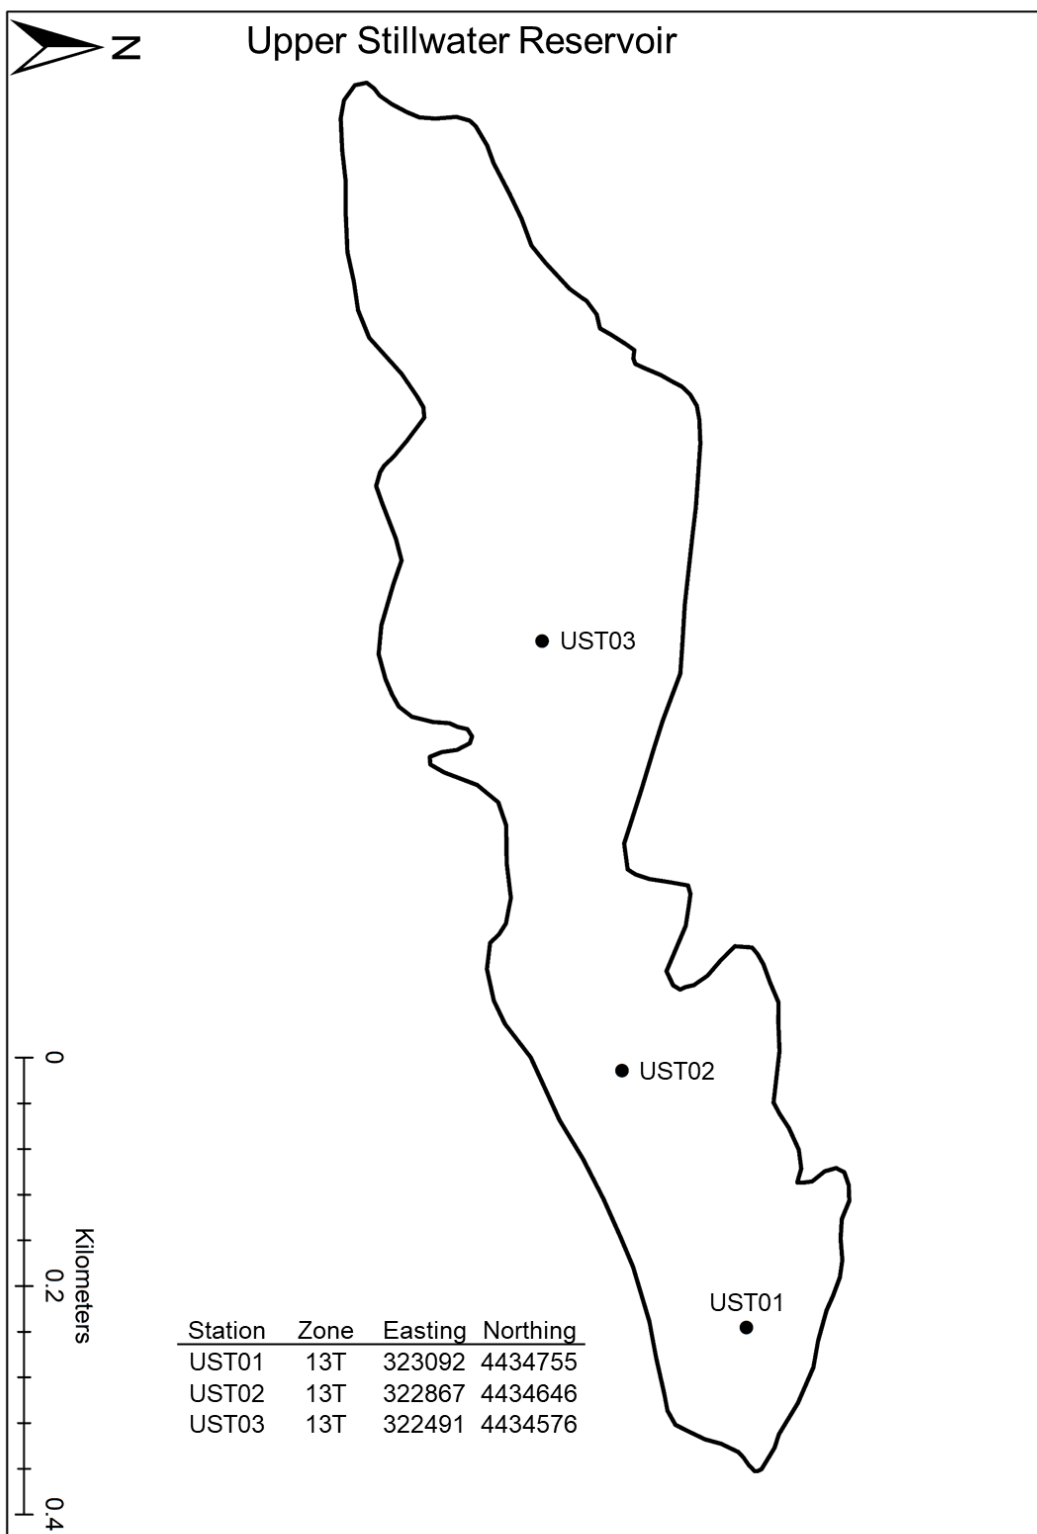 N
Upper Stillwater Reservoir
UST03
UST02
UST01
0
0.2
0.4
Kilometers
Station Zone Easting Northing
UST01 13T 323092 4434755
UST02 13T 322867 4434646
UST03 13T 322491 4434576